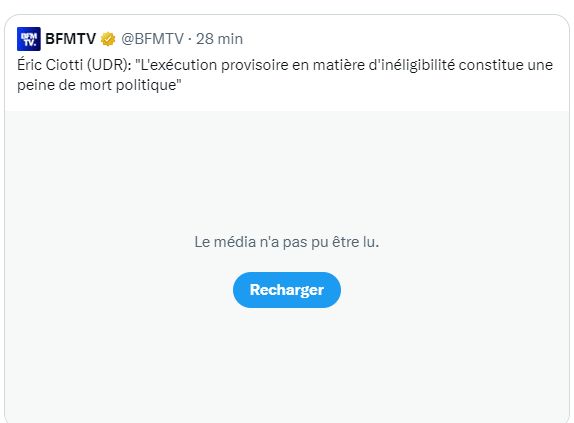 BFM
TV.
BFMTV @BFMTV · 28 min
Éric Ciotti (UDR): "L'exécution provisoire en matière d'inéligibilité constitue une
peine de mort politique"
Le média n'a pas pu être lu.
Recharger